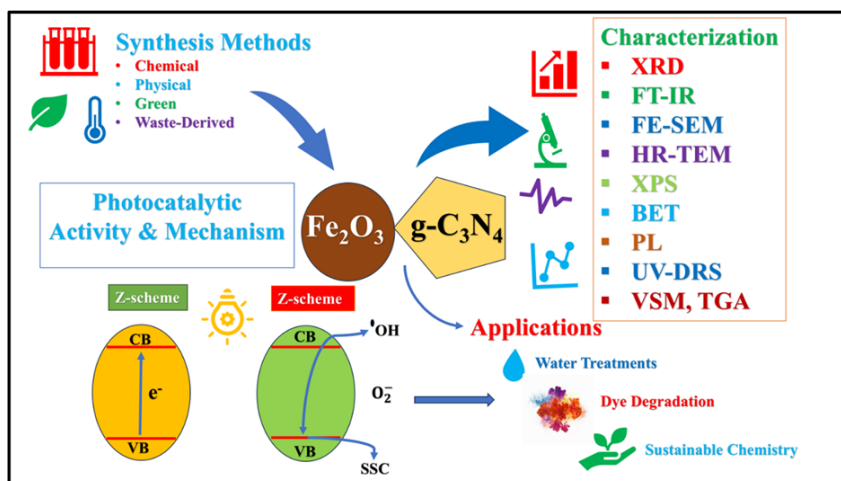 Synthesis Methods
• Chemical
• Physical
• Green
• Waste-Derived
Photocatalytic
Activity & Mechanism
Fe₂O₃
g-C₃N₄
Characterization
▪ XRD
▪ FT-IR
▪ FE-SEM
▪ HR-TEM
▪ XPS
▪ BET
▪ PL
▪ UV-DRS
▪ VSM, TGA
Z-scheme
CB
e⁻
VB
Z-scheme
CB
VB
•OH
O₂⁻
SSC
Applications
Water Treatments
Dye Degradation
Sustainable Chemistry